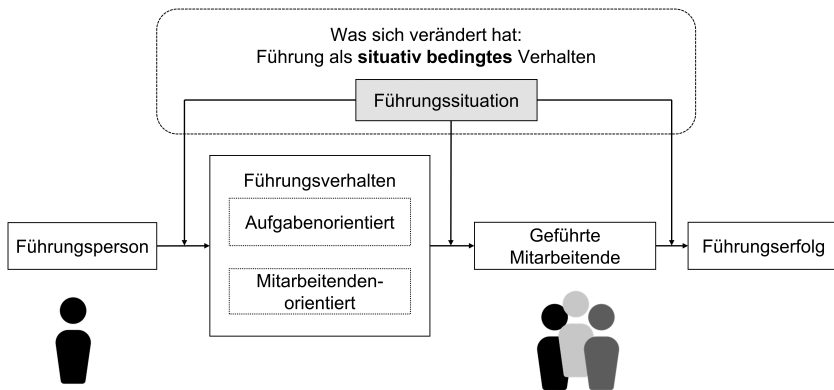 Was sich verändert hat:
Führung als situativ bedingtes Verhalten
Führungssituation
Führungsperson
Führungsverhalten
Aufgabenorientiert
Mitarbeitenden-
orientiert
Geführte
Mitarbeitende
Führungserfolg